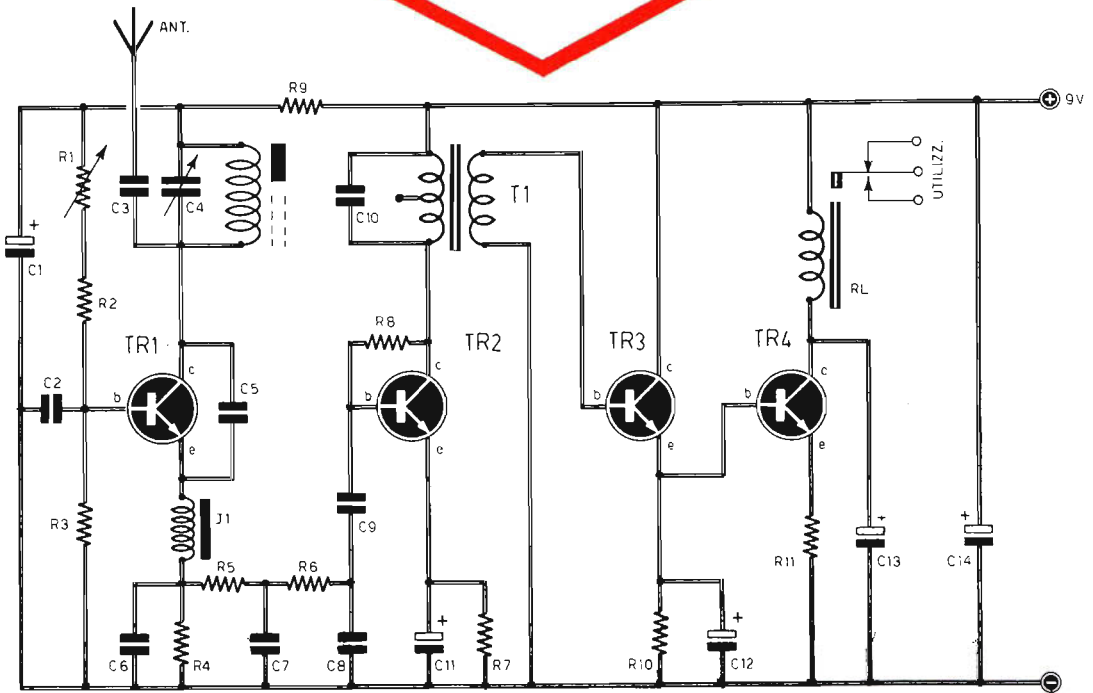 ANT.
R9
+
9V
R1
C3
C4
C10
T1
UTILIZZ.
+
C1
R2
RL
R8
TR1
TR2
TR3
TR4
c
c
c
c
C2
b
C5
b
b
b
e
e
e
e
R3
J1
C9
+
+
R5
R6
R11
C13
C14
+
+
C6
R4
C7
C8
C11
R7
R10
C12
−